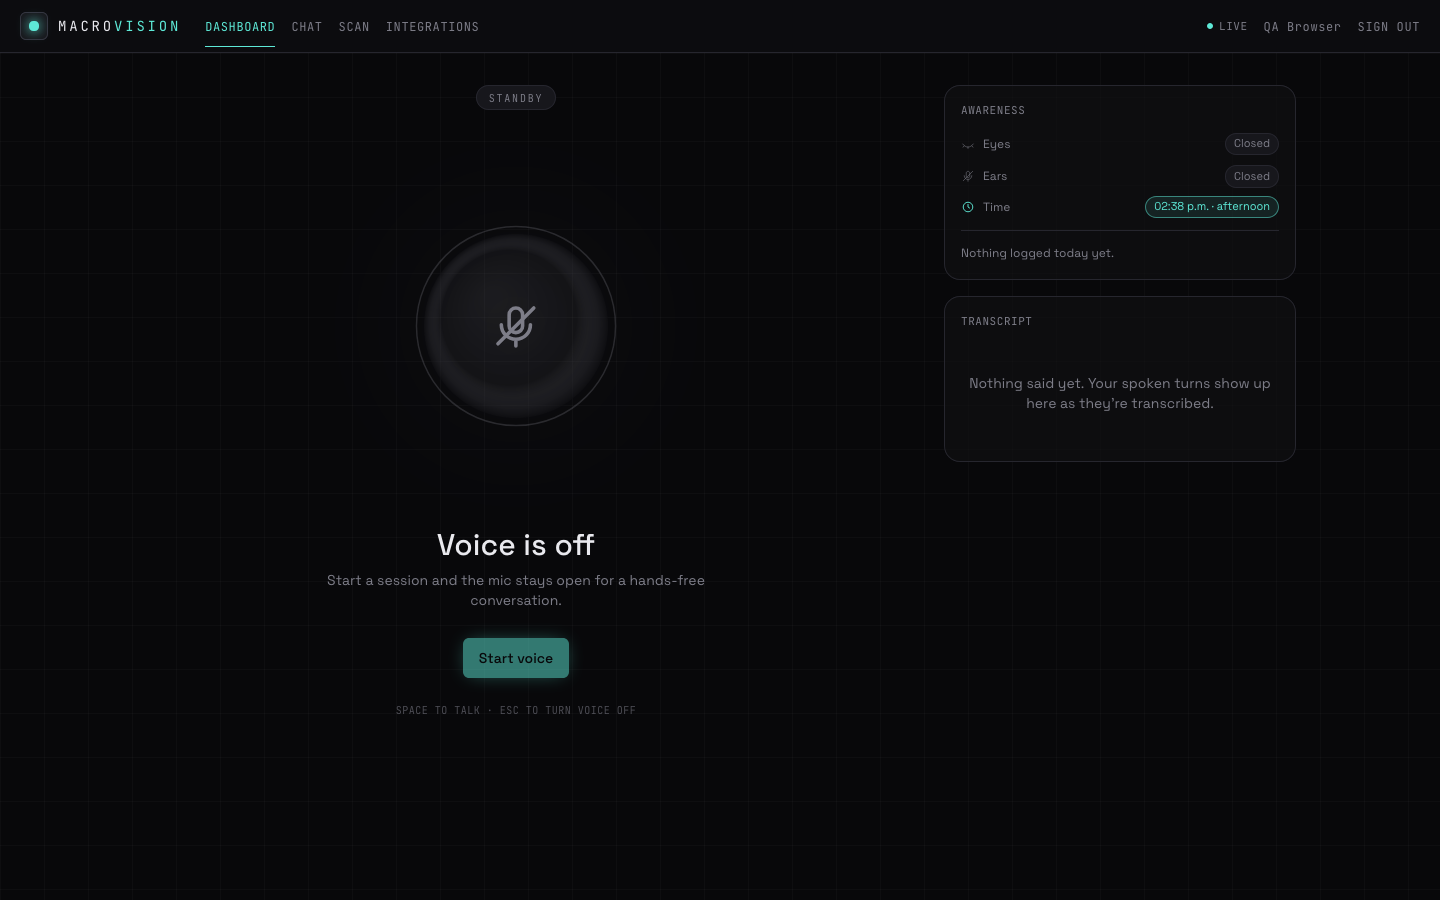 MACROVISION
DASHBOARD
CHAT
SCAN
INTEGRATIONS
LIVE
QA Browser
SIGN OUT
STANDBY
Voice is off
Start a session and the mic stays open for a hands-free
conversation.
Start voice
SPACE TO TALK · ESC TO TURN VOICE OFF
AWARENESS
Eyes
Closed
Ears
Closed
Time
02:38 p.m. · afternoon
Nothing logged today yet.
TRANSCRIPT
Nothing said yet. Your spoken turns show up
here as they’re transcribed.